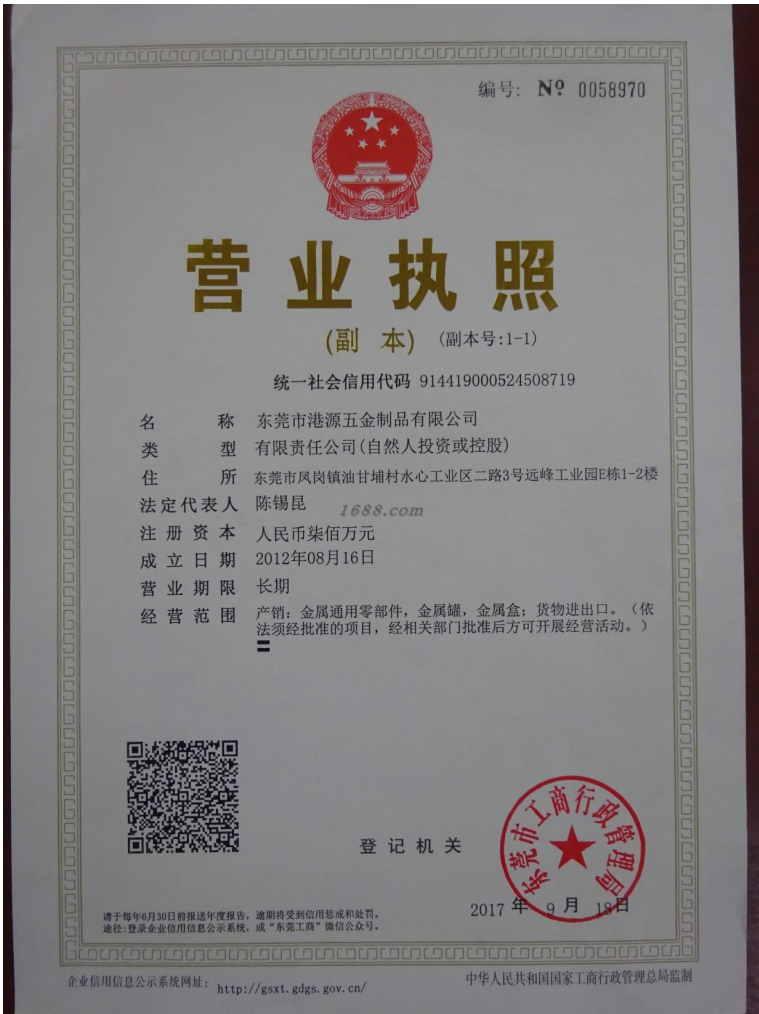 编号: No 0058970
营业执照
(副 本) (副本号:1-1)
统一社会信用代码 914419000524508719
名 称 东莞市港源五金制品有限公司
类 型 有限责任公司(自然人投资或控股)
住 所 东莞市凤岗镇油甘埔村水心工业区二路3号远峰工业园E栋1-2楼
法定代表人 陈锡昆
1688.com
注册资本 人民币柒佰万元
成立日期 2012年08月16日
营业期限 长期
经营范围 产销：金属通用零部件，金属罐，金属盒；货物进出口。（依
法须经批准的项目，经相关部门批准后方可开展经营活动。）
登记机关
东莞市工商行政管理局
2017 年 9 月 18日
请于每年6月30日前报送年度报告，逾期将受到信用惩戒和处罚。
途径:登录企业信用信息公示系统，或“东莞工商”微信公众号。
企业信用信息公示系统网址： http://gsxt.gdgs.gov.cn/
中华人民共和国国家工商行政管理总局监制